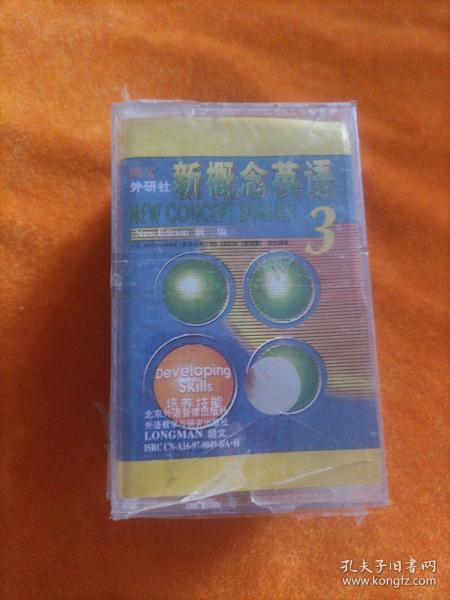 朗文
外研社 新概念英语
NEW CONCEPT ENGLISH
New Edition 新 版
3
Developing
Skills
培养技能
北京外语音像出版社
外语教学与研究出版社
LONGMAN 朗文
孔夫子旧书网
www.kongfz.com